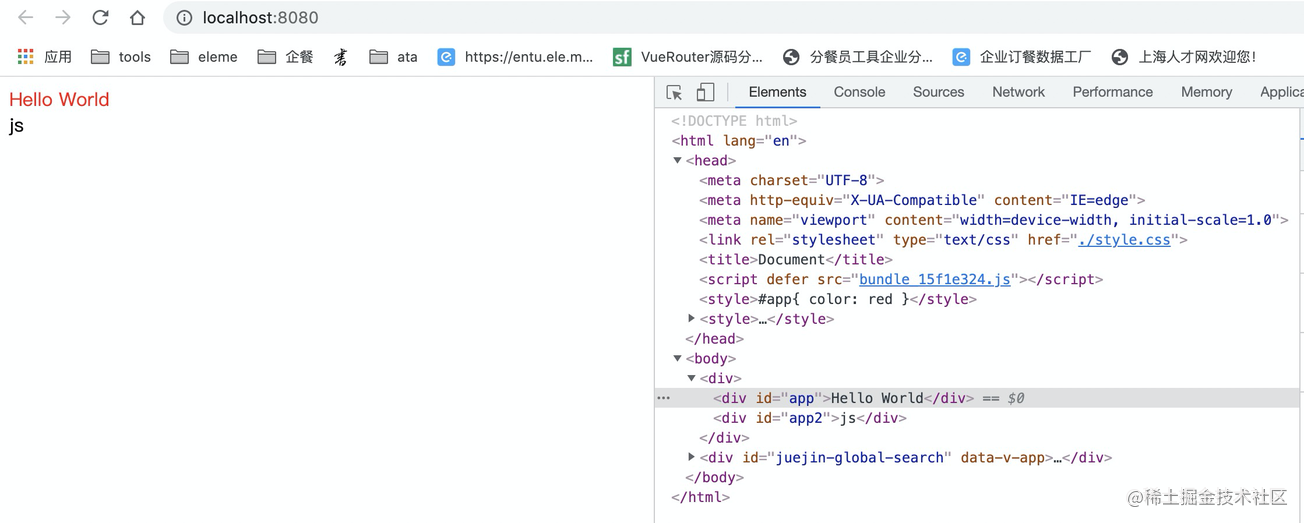 localhost:8080
应用 tools eleme 企餐 ata https://entu.ele.m... sf VueRouter源码分... 分餐员工具企业分... 企业订餐数据工厂 上海人才网欢迎您!
Hello World
js
Elements Console Sources Network Performance Memory Applica
<!DOCTYPE html>
<html lang="en">
<head>
<meta charset="UTF-8">
<meta http-equiv="X-UA-Compatible" content="IE=edge">
<meta name="viewport" content="width=device-width, initial-scale=1.0">
<link rel="stylesheet" type="text/css" href="./style.css">
<title>Document</title>
<script defer src="bundle_15f1e324.js"></script>
<style>#app{ color: red }</style>
<style>…</style>
</head>
<body>
<div>
<div id="app">Hello World</div> == $0
<div id="app2">js</div>
</div>
<div id="juejin-global-search" data-v-app>…</div>
</body>
</html>
@稀土掘金技术社区